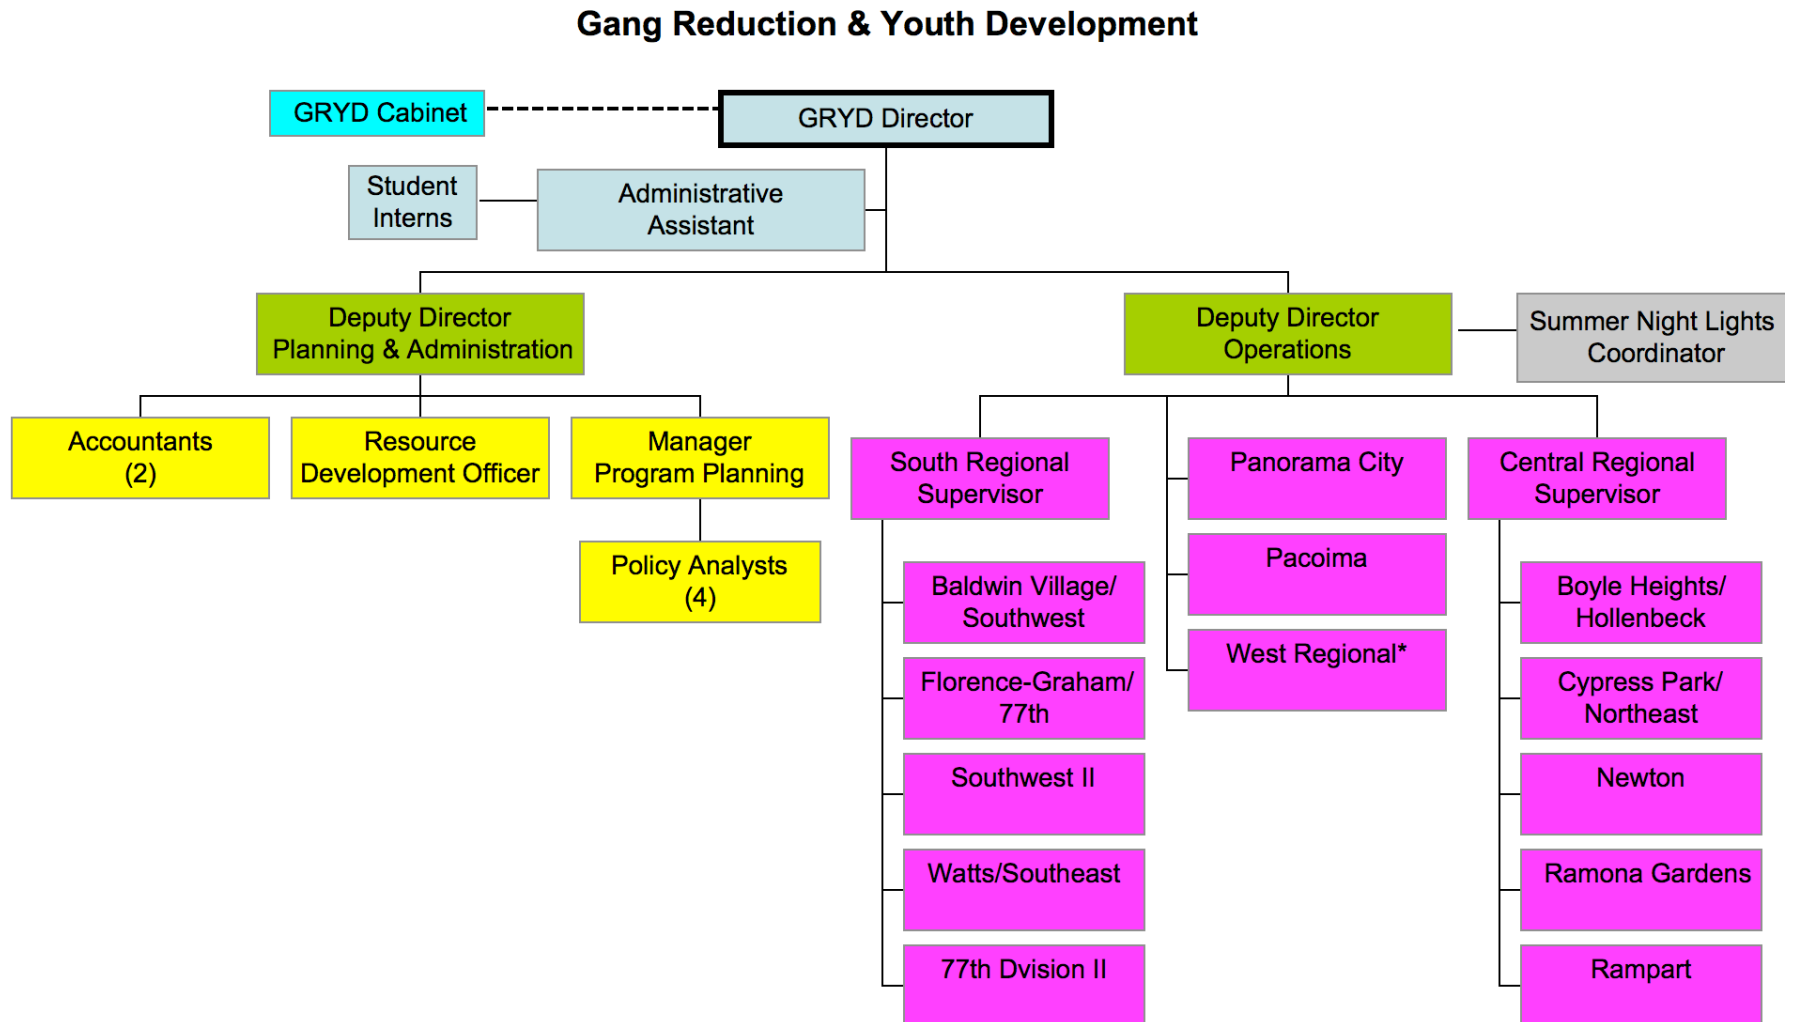 Gang Reduction & Youth Development
GRYD Cabinet
GRYD Director
Student
Interns
Administrative
Assistant
Deputy Director
Planning & Administration
Deputy Director
Operations
Summer Night Lights
Coordinator
Accountants
(2)
Resource
Development Officer
Manager
Program Planning
Policy Analysts
(4)
South Regional
Supervisor
Baldwin Village/
Southwest
Florence-Graham/
77th
Southwest II
Watts/Southeast
77th Dvision II
Panorama City
Pacoima
West Regional*
Central Regional
Supervisor
Boyle Heights/
Hollenbeck
Cypress Park/
Northeast
Newton
Ramona Gardens
Rampart